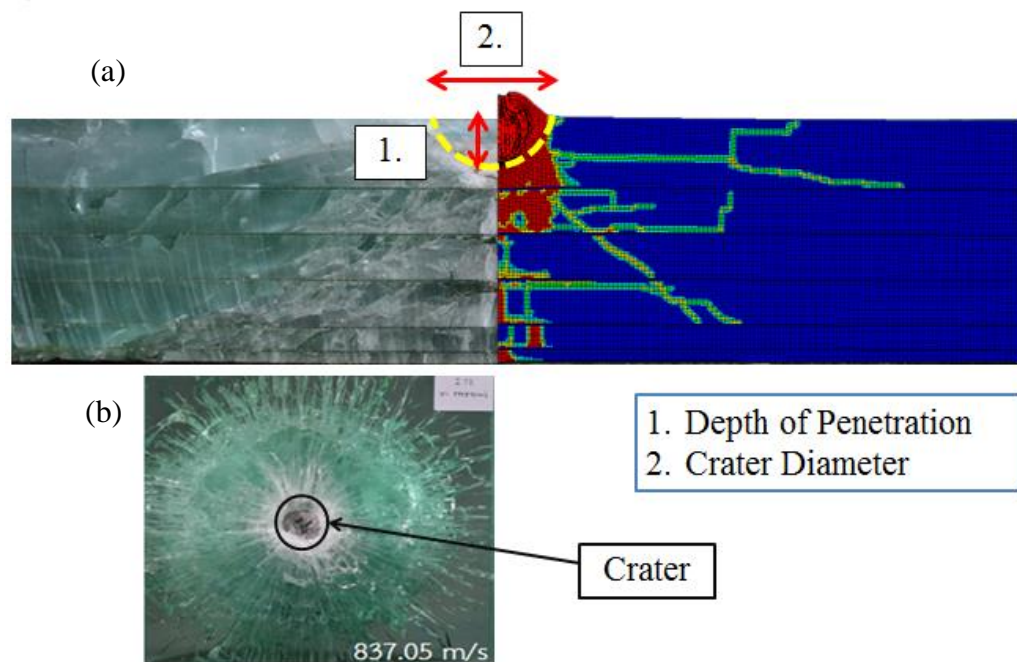 2.
(a)
1.
(b)
1. Depth of Penetration
2. Crater Diameter
Crater
837.05 m/s